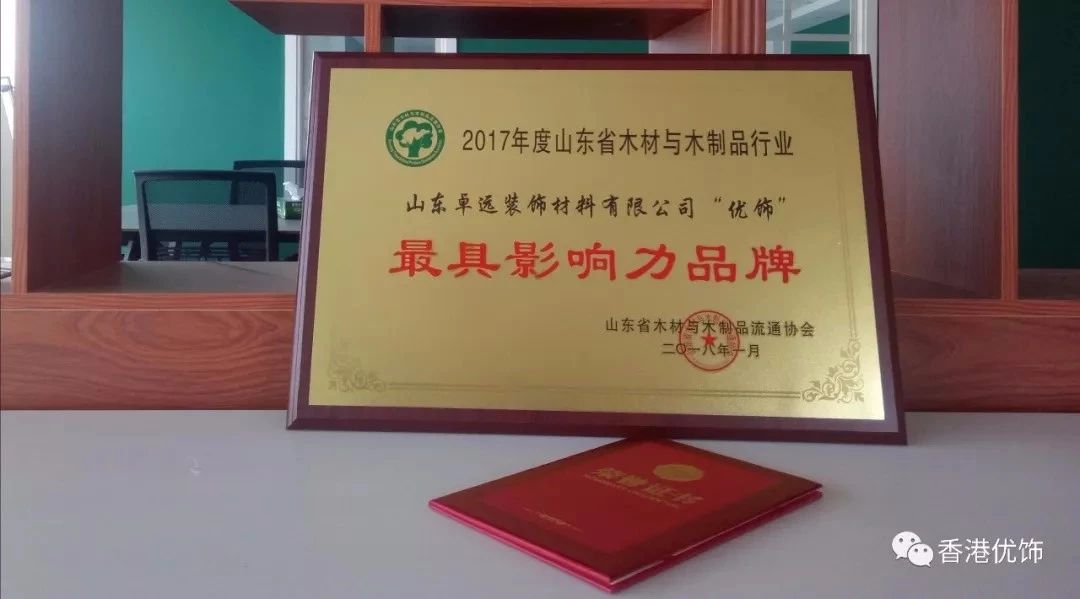 2017年度山东省木材与木制品行业
山东卓远装饰材料有限公司“优饰”
最具影响力品牌
山东省木材与木制品流通协会
二〇一八年一月
荣誉证书
香港优饰